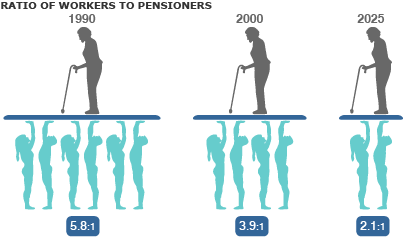 RATIO OF WORKERS TO PENSIONERS
1990 2000 2025
5.8:1 3.9:1 2.1:1